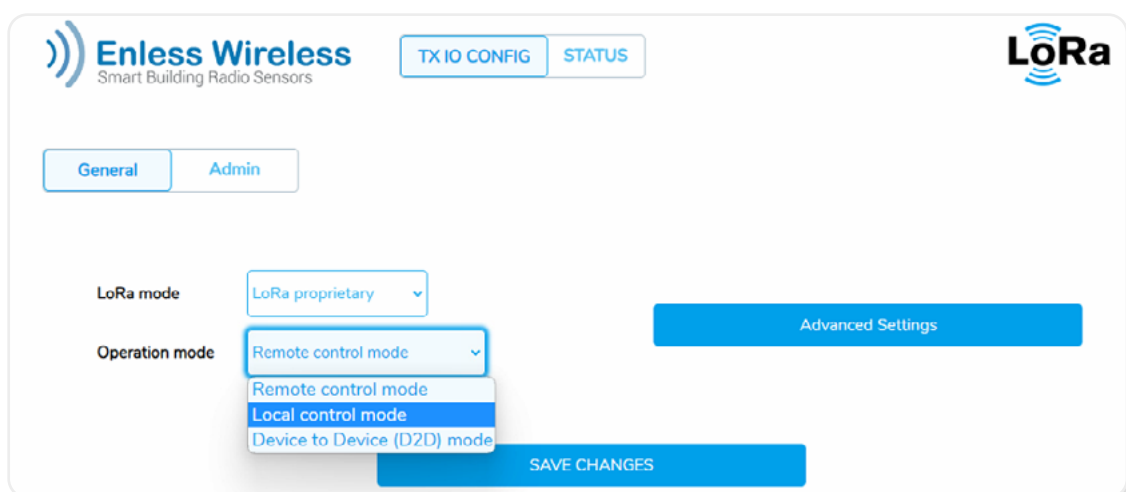 Enless Wireless
Smart Building Radio Sensors
TX IO CONFIG
STATUS
LoRa
General
Admin
LoRa mode
LoRa proprietary
Advanced Settings
Operation mode
Remote control mode
Remote control mode
Local control mode
Device to Device (D2D) mode
SAVE CHANGES